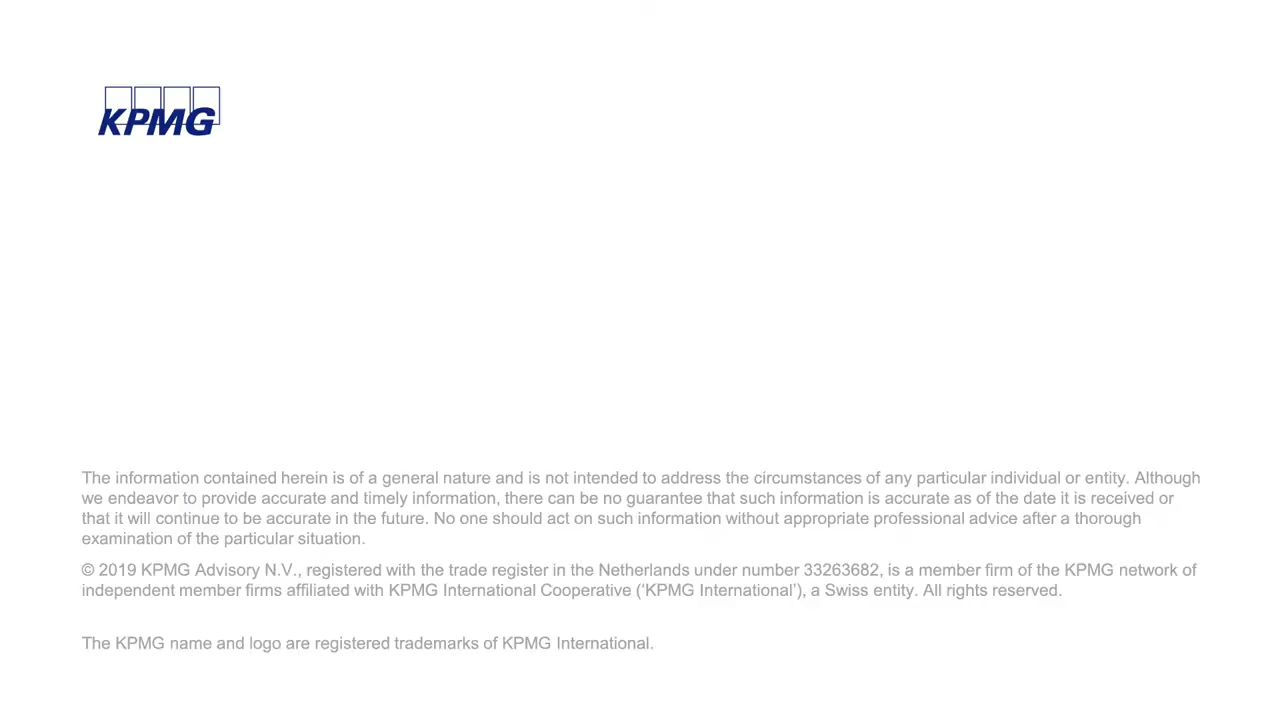 KPMG
The information contained herein is of a general nature and is not intended to address the circumstances of any particular individual or entity. Although
we endeavor to provide accurate and timely information, there can be no guarantee that such information is accurate as of the date it is received or
that it will continue to be accurate in the future. No one should act on such information without appropriate professional advice after a thorough
examination of the particular situation.
© 2019 KPMG Advisory N.V., registered with the trade register in the Netherlands under number 33263682, is a member firm of the KPMG network of
independent member firms affiliated with KPMG International Cooperative (‘KPMG International’), a Swiss entity. All rights reserved.
The KPMG name and logo are registered trademarks of KPMG International.